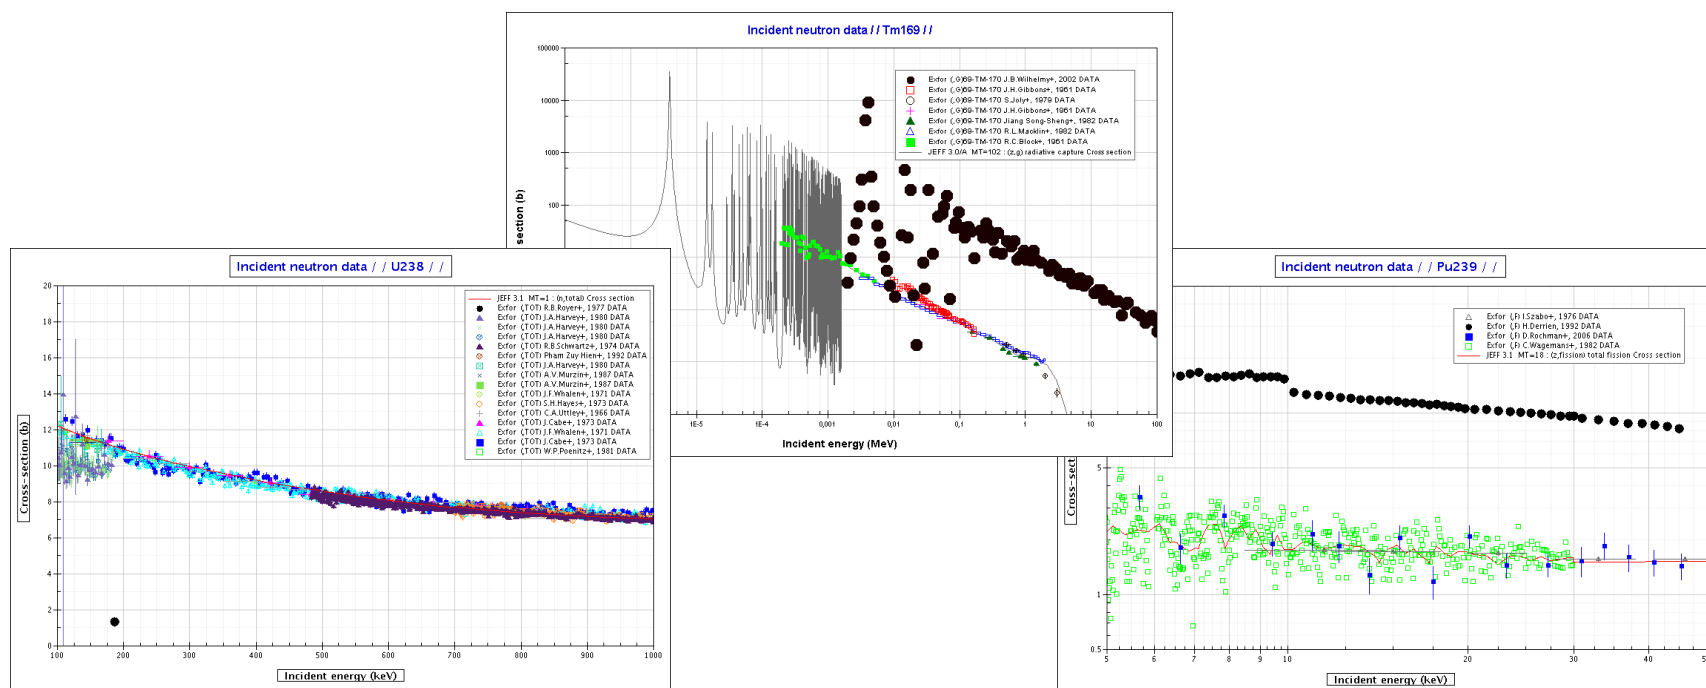 Incident neutron data // Tm169 //
100000
10000
1000
100
section (b)
Exfor (,G)69-TM-170 J.B.Wilhelmy+, 2002 DATA
Exfor (,G)69-TM-170 J.H.Gibbons+, 1961 DATA
Exfor (,G)69-TM-170 S.Joly+, 1979 DATA
Exfor (,G)69-TM-170 J.H.Gibbons+, 1961 DATA
Exfor (,G)69-TM-170 Jiang Song-Sheng+, 1982 DATA
Exfor (,G)69-TM-170 R.L.Macklin+, 1982 DATA
Exfor (,G)69-TM-170 R.C.Block+, 1961 DATA
JEFF 3.0/A MT=102 : (z,g) radiative capture Cross section
1E-5 1E-4 0,001 0,01 0,1 1 10 100
Incident energy (MeV)
Incident neutron data / / U238 / /
20
18
16
14
12
10
8
6
4
2
0
Cross-section (b)
JEFF 3.1 MT=1 : (n,total) Cross section
Exfor (,TOT) R.B.Royer+, 1977 DATA
Exfor (,TOT) J.A.Harvey+, 1980 DATA
Exfor (,TOT) J.A.Harvey+, 1980 DATA
Exfor (,TOT) J.A.Harvey+, 1980 DATA
Exfor (,TOT) R.B.Schwartz+, 1974 DATA
Exfor (,TOT) Pham Zuy Hien+, 1992 DATA
Exfor (,TOT) J.A.Harvey+, 1980 DATA
Exfor (,TOT) A.V.Murzin+, 1987 DATA
Exfor (,TOT) A.V.Murzin+, 1987 DATA
Exfor (,TOT) J.F.Whalen+, 1971 DATA
Exfor (,TOT) S.H.Hayes+, 1973 DATA
Exfor (,TOT) C.A.Uttley+, 1966 DATA
Exfor (,TOT) J.Cabe+, 1973 DATA
Exfor (,TOT) J.F.Whalen+, 1971 DATA
Exfor (,TOT) J.Cabe+, 1973 DATA
Exfor (,TOT) W.P.Poenitz+, 1981 DATA
100 200 300 400 500 600 700 800 900 1000
Incident energy (keV)
Incident neutron data / / Pu239 / /
Exfor (,F) I.Szabo+, 1976 DATA
Exfor (,F) H.Derrien, 1992 DATA
Exfor (,F) D.Rochman+, 2006 DATA
Exfor (,F) C.Wagemans+, 1982 DATA
JEFF 3.1 MT=18 : (z,fission) total fission Cross section
5
1
0.5
Cross-sect
5 6 7 8 9 10 20 30 40
Incident energy (keV)